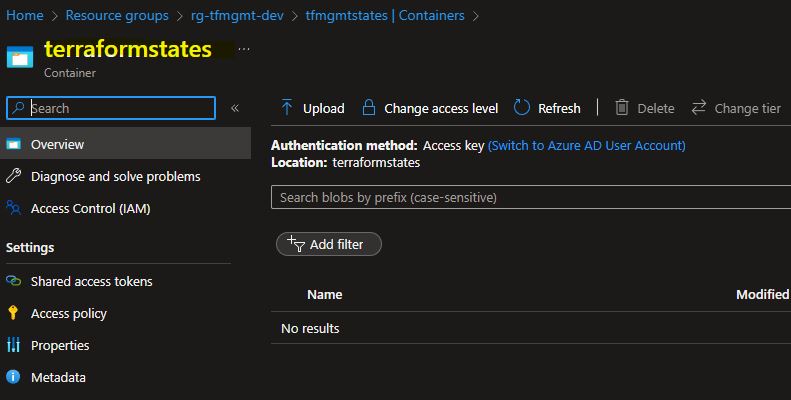 Home > Resource groups > rg-tfmgmt-dev > tfmgmtstates | Containers >
terraformstates ...
Container
Search
«
Overview
Diagnose and solve problems
Access Control (IAM)
Settings
Shared access tokens
Access policy
Properties
Metadata
Upload Change access level Refresh | Delete Change tier
Authentication method: Access key (Switch to Azure AD User Account)
Location: terraformstates
Search blobs by prefix (case-sensitive)
Add filter
Name Modified
No results